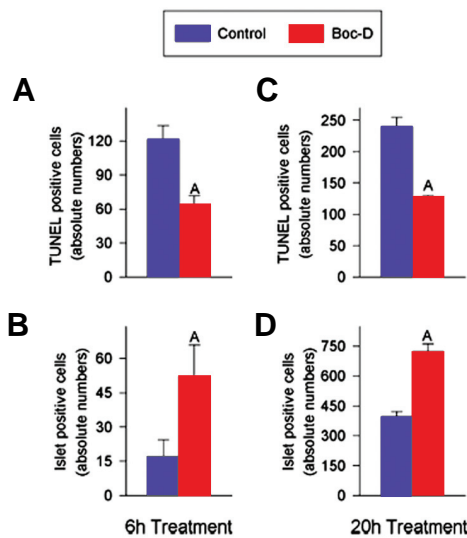 Control Boc-D
A
TUNEL positive cells
(absolute numbers)
120
90
60
30
0
A
C
TUNEL positive cells
(absolute numbers)
250
200
150
100
50
0
A
B
Islet positive cells
(absolute numbers)
60
45
30
15
0
A
6h Treatment
D
Islet positive cells
(absolute numbers)
750
600
450
300
150
0
A
20h Treatment